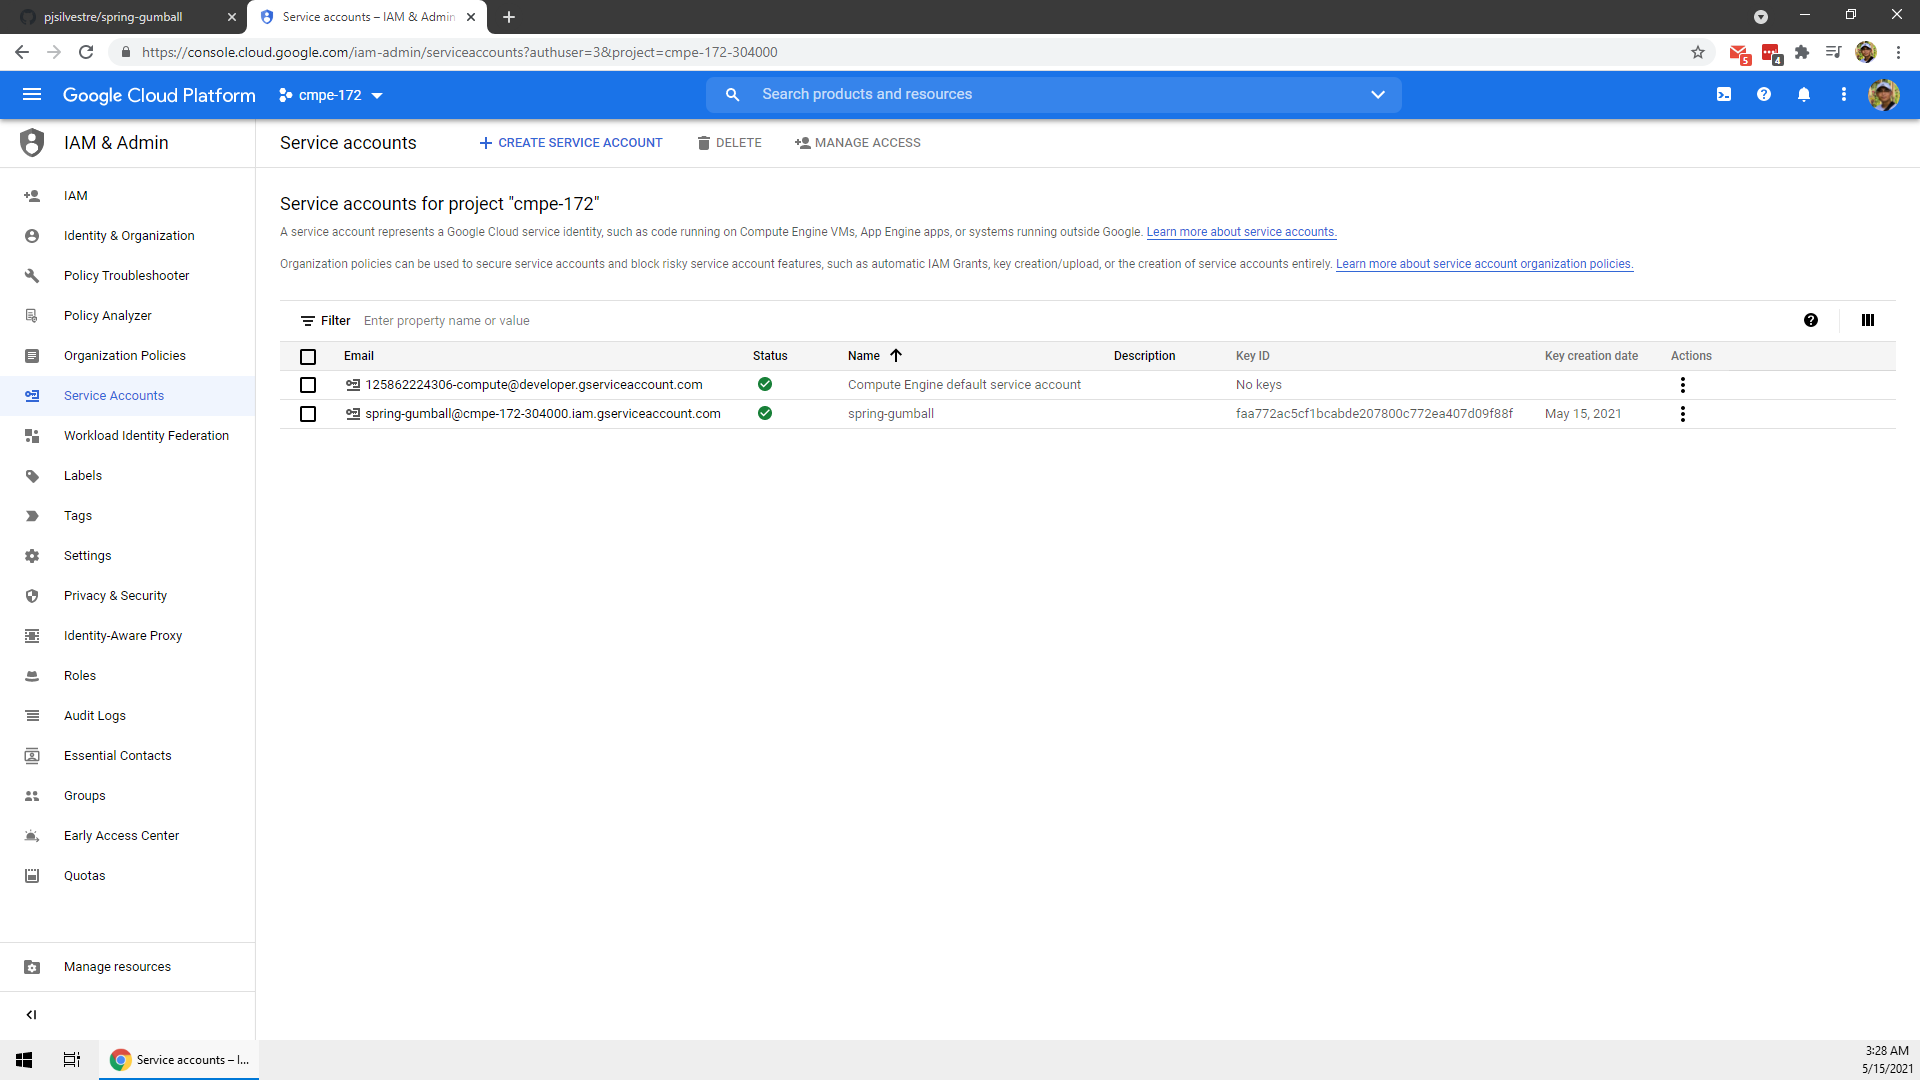 pjsilvestre/spring-gumball
Service accounts – IAM & Admin
https://console.cloud.google.com/iam-admin/serviceaccounts?authuser=3&project=cmpe-172-304000
5
4
Google Cloud Platform
cmpe-172
Search products and resources
IAM & Admin
Service accounts
CREATE SERVICE ACCOUNT
DELETE
MANAGE ACCESS
IAM
Identity & Organization
Policy Troubleshooter
Policy Analyzer
Organization Policies
Service Accounts
Workload Identity Federation
Labels
Tags
Settings
Privacy & Security
Identity-Aware Proxy
Roles
Audit Logs
Essential Contacts
Groups
Early Access Center
Quotas
Manage resources
Service accounts for project "cmpe-172"
A service account represents a Google Cloud service identity, such as code running on Compute Engine VMs, App Engine apps, or systems running outside Google. Learn more about service accounts.
Organization policies can be used to secure service accounts and block risky service account features, such as automatic IAM Grants, key creation/upload, or the creation of service accounts entirely. Learn more about service account organization policies.
Filter Enter property name or value
Email Status Name Description Key ID Key creation date Actions
125862224306-compute@developer.gserviceaccount.com Compute Engine default service account No keys
spring-gumball@cmpe-172-304000.iam.gserviceaccount.com spring-gumball faa772ac5cf1bcabde207800c772ea407d09f88f May 15, 2021
Service accounts – I...
3:28 AM
5/15/2021